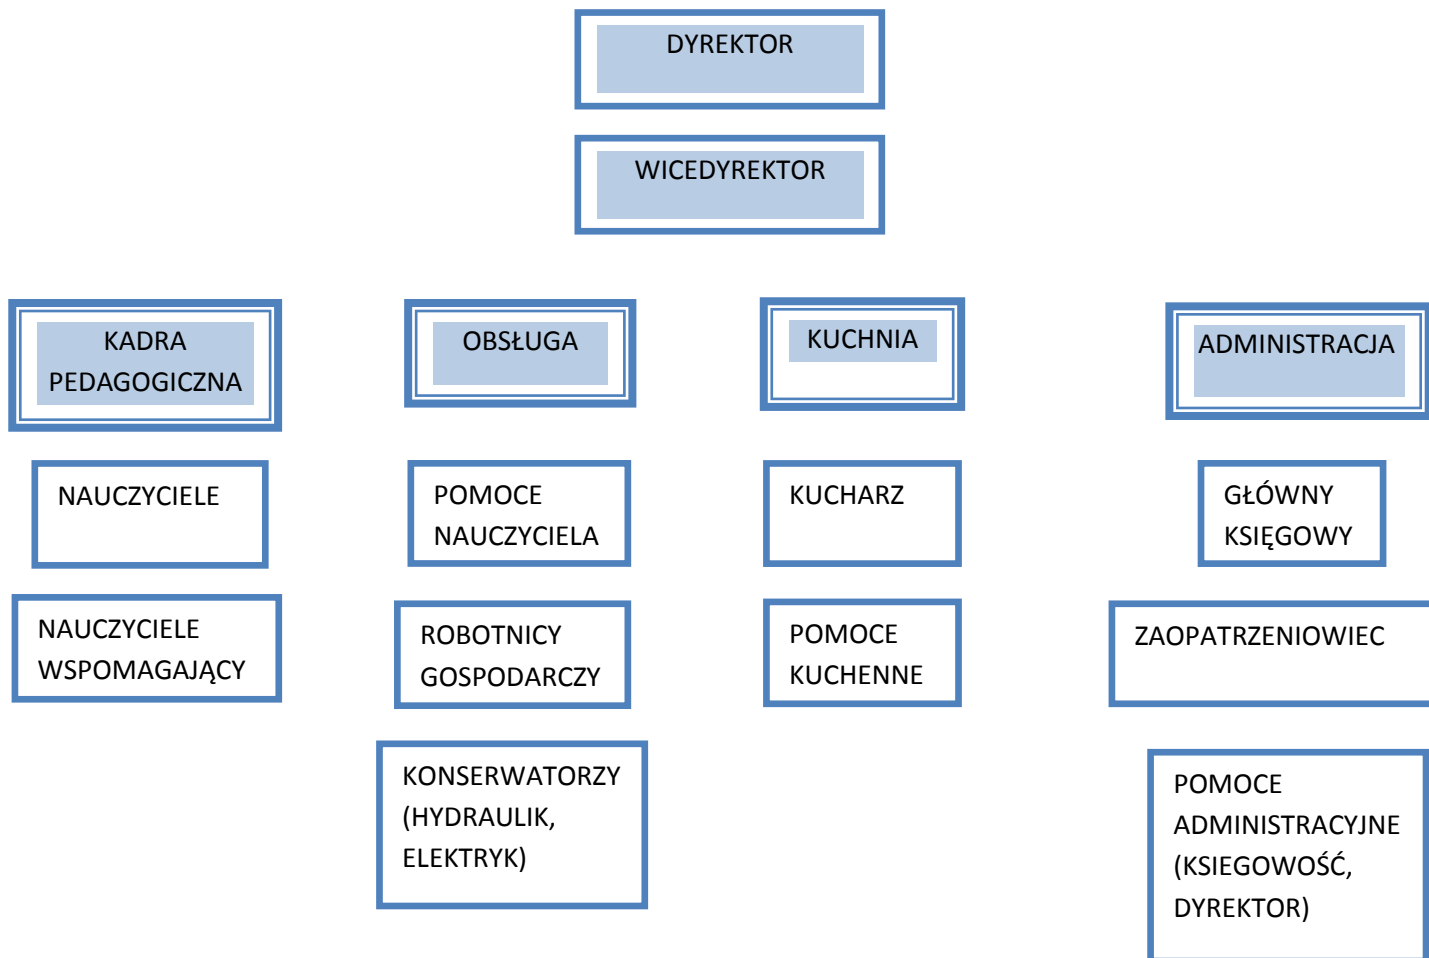 DYREKTOR
WICEDYREKTOR
KADRA
PEDAGOGICZNA
OBSŁUGA
KUCHNIA
ADMINISTRACJA
NAUCZYCIELE
POMOCE
NAUCZYCIELA
KUCHARZ
GŁÓWNY
KSIĘGOWY
NAUCZYCIELE
WSPOMAGAJĄCY
ROBOTNICY
GOSPODARCZY
POMOCE
KUCHENNE
ZAOPATRZENIOWIEC
KONSERWATORZY
(HYDRAULIK,
ELEKTRYK)
POMOCE
ADMINISTRACYJNE
(KSIEGOWOŚĆ,
DYREKTOR)